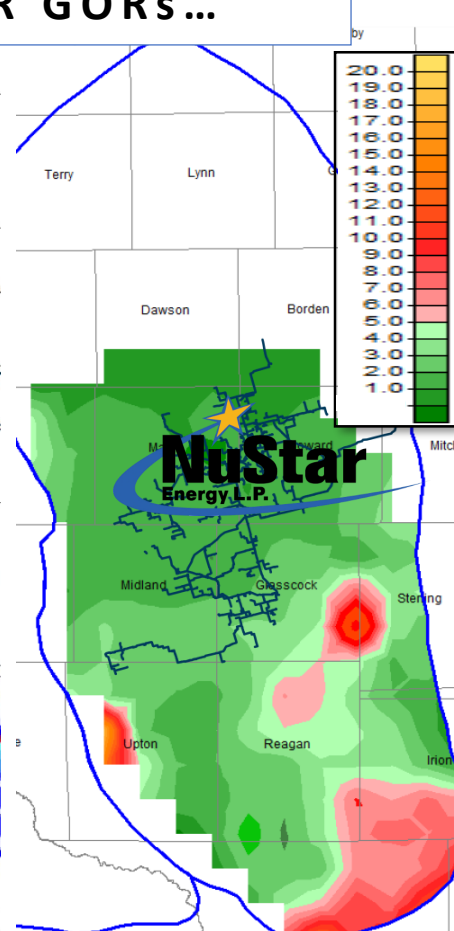 R GORs…
by
20.0
19.0
18.0
17.0
16.0
15.0
14.0
13.0
12.0
11.0
10.0
9.0
8.0
7.0
6.0
5.0
4.0
3.0
2.0
1.0
Terry
Lynn
Dawson
Borden
NuStar
Energy L.P.
Midland
Glasscock
Sterling
Upton
Reagan
Irion